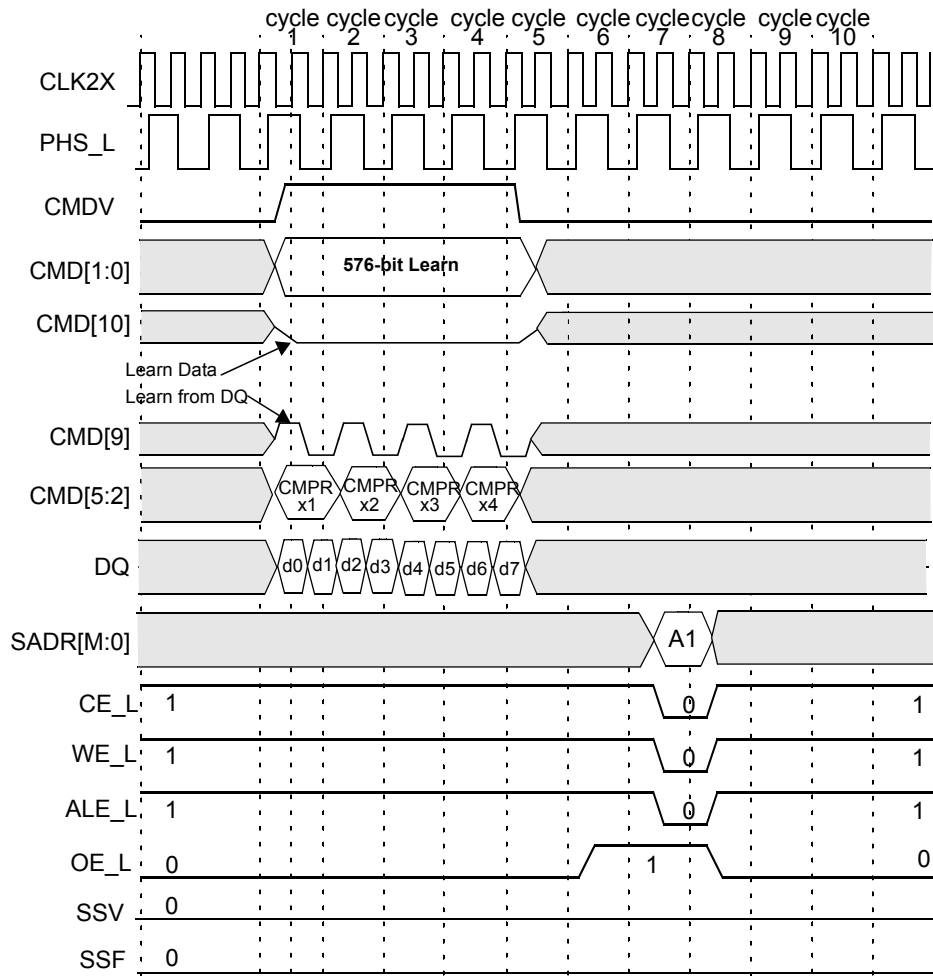 cycle cycle cycle cycle cycle cycle cycle cycle cycle cycle
1 2 3 4 5 6 7 8 9 10
CLK2X
PHS_L
CMDV
CMD[1:0] 576-bit Learn
CMD[10]
Learn Data
Learn from DQ
CMD[9]
CMD[5:2] CMPR x1 CMPR x2 CMPR x3 CMPR x4
DQ d0 d1 d2 d3 d4 d5 d6 d7
SADR[M:0] A1
CE_L 1 0 1
WE_L 1 0 1
ALE_L 1 0 1
OE_L 0 1 0
SSV 0
SSF 0